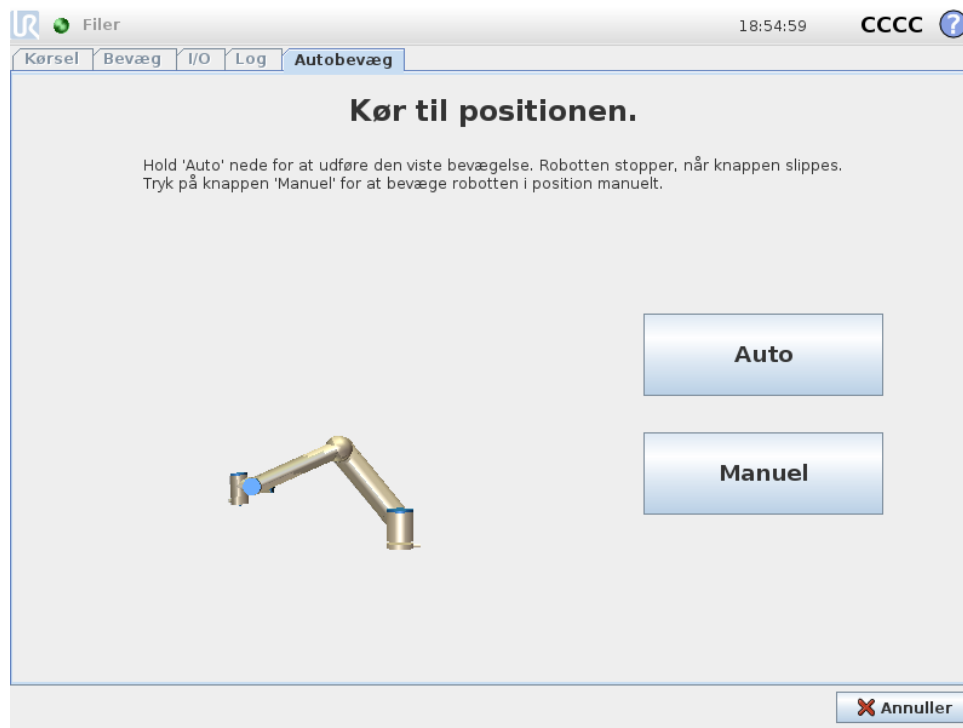 UR Filer 18:54:59 CCCC ?
Kørsel Bevæg I/O Log Autobevæg
Kør til positionen.
Hold 'Auto' nede for at udføre den viste bevægelse. Robotten stopper, når knappen slippes.
Tryk på knappen 'Manuel' for at bevæge robotten i position manuelt.
Auto
Manuel
Annuller